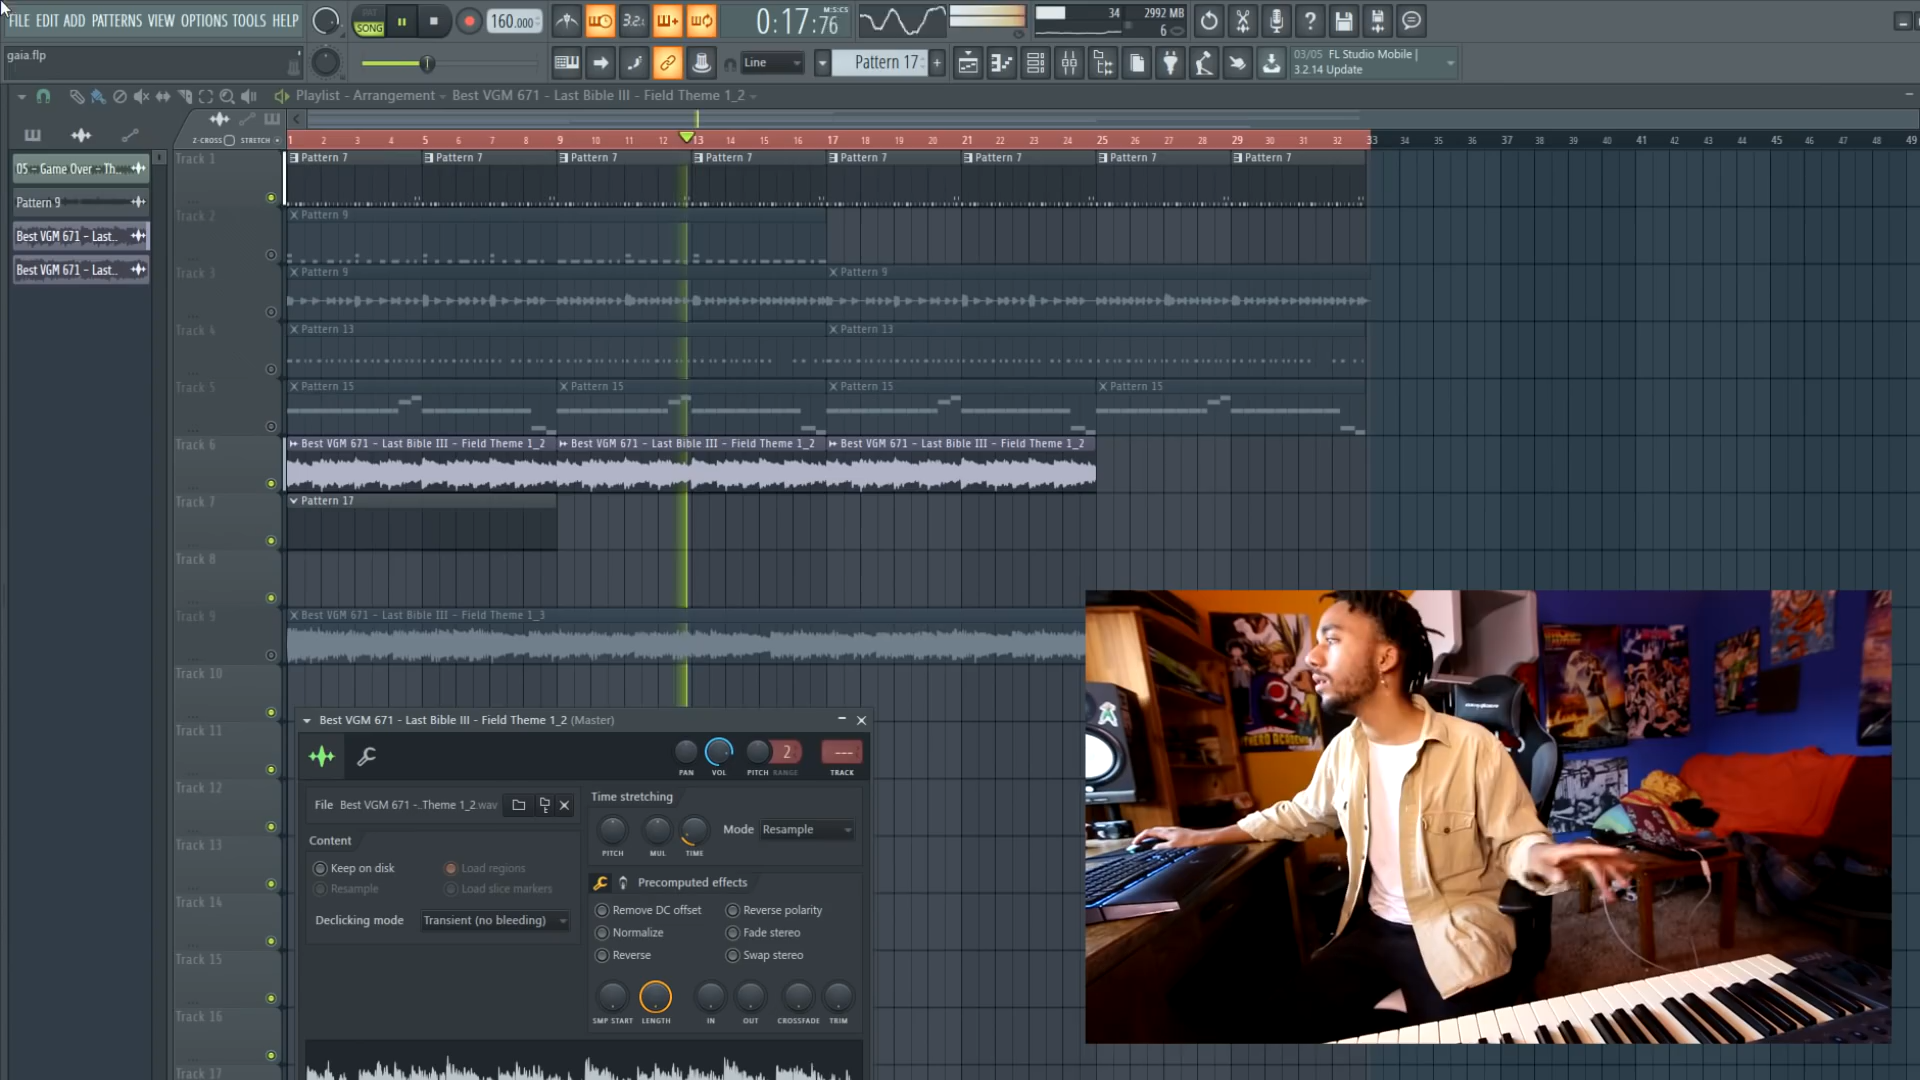 FILE EDIT ADD PATTERNS VIEW OPTIONS TOOLS HELP
PAT
SONG
160.000
3.2.
0:17:76
M:S:CS
34
2992 MB
6
gaia.flp
Line
Pattern 17
+
03/05 FL Studio Mobile |
3.2.14 Update
Playlist - Arrangement
Best VGM 671 - Last Bible III - Field Theme 1_2
Z-CROSS
STRETCH
1 2 3 4 5 6 7 8 9 10 11 12 13 14 15 16 17 18 19 20 21 22 23 24 25 26 27 28 29 30 31 32 33 34 35 36 37 38 39 40 41 42 43 44 45 46 47 48 49
05 - Game Over - Th..
Pattern 9
Best VGM 671 - Last..
Best VGM 671 - Last..
Track 1
Pattern 7
Pattern 7
Pattern 7
Pattern 7
Pattern 7
Pattern 7
Pattern 7
Pattern 7
Track 2
Pattern 9
Track 3
Pattern 9
Pattern 9
Track 4
Pattern 13
Pattern 13
Track 5
Pattern 15
Pattern 15
Pattern 15
Pattern 15
Track 6
Best VGM 671 - Last Bible III - Field Theme 1_2
Best VGM 671 - Last Bible III - Field Theme 1_2
Best VGM 671 - Last Bible III - Field Theme 1_2
Track 7
Pattern 17
Track 8
Track 9
Best VGM 671 - Last Bible III - Field Theme 1_3
Track 10
Track 11
Track 12
Track 13
Track 14
Track 15
Track 16
Track 17
Best VGM 671 - Last Bible III - Field Theme 1_2 (Master)
PAN
VOL
PITCH
2
RANGE
---
TRACK
File Best VGM 671 -..Theme 1_2.wav
Content
Keep on disk
Load regions
Resample
Load slice markers
Declicking mode
Transient (no bleeding)
Time stretching
PITCH
MUL
TIME
Mode
Resample
Precomputed effects
Remove DC offset
Reverse polarity
Normalize
Fade stereo
Reverse
Swap stereo
SMP START
LENGTH
IN
OUT
CROSSFADE
TRIM